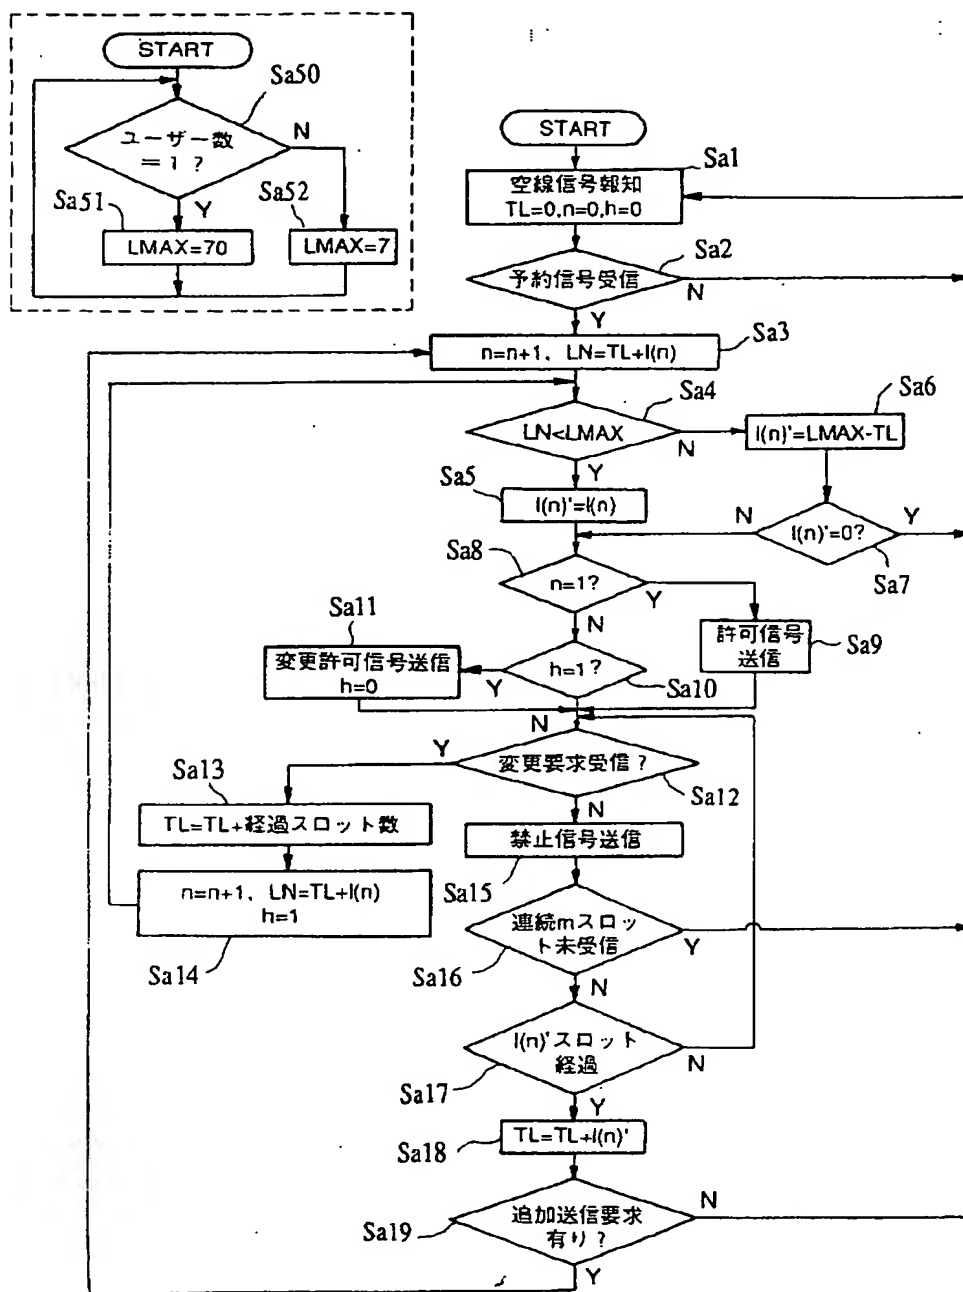 START
Sa50
ユーザー数
＝１？
N
Y
Sa51
LMAX=70
Sa52
LMAX=7
START
Sa1
空線信号報知
TL=0,n=0,h=0
Sa2
予約信号受信
N
Y
Sa3
n=n+1, LN=TL+l(n)
Sa4
LN<LMAX
N
Y
Sa6
l(n)'=LMAX-TL
Sa5
l(n)'=l(n)
N
l(n)'=0?
Y
Sa7
Sa8
n=1?
Y
N
Sa9
許可信号
送信
Sa11
変更許可信号送信
h=0
Y
h=1?
Sa10
N
Y
変更要求受信？
Sa12
N
Sa13
TL=TL+経過スロット数
n=n+1, LN=TL+l(n)
h=1
Sa14
禁止信号送信
Sa15
連続mスロッ
ト未受信
Y
Sa16
N
l(n)'スロット
経過
N
Sa17
Y
Sa18
TL=TL+l(n)'
追加送信要求
有り？
N
Sa19
Y